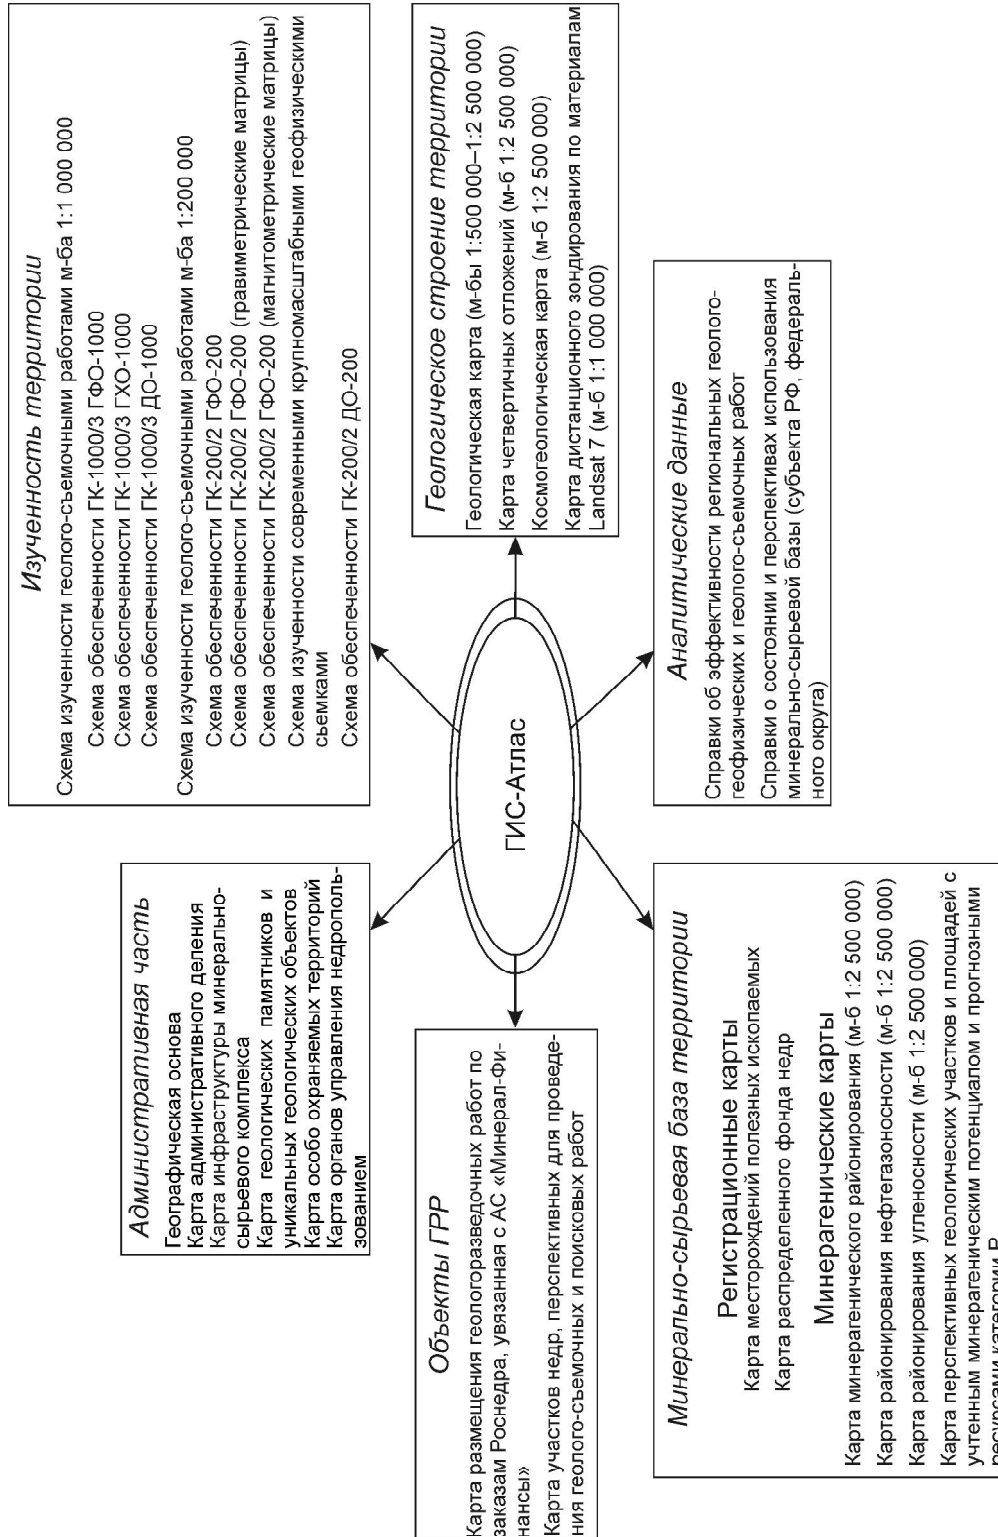 Административная часть
Географическая основа
Карта административного деления
Карта инфраструктуры минерально-
сырьевого комплекса
Карта геологических памятников и
уникальных геологических объектов
Карта особо охраняемых территорий
Карта органов управления недрополь-
зованием
Изученность территории
Схема изученности геолого-съемочными работами м-ба 1:1 000 000
Схема обеспеченности ГК-1000/3 ГФО-1000
Схема обеспеченности ГК-1000/3 ГХО-1000
Схема обеспеченности ГК-1000/3 ДО-1000
Схема изученности геолого-съемочными работами м-ба 1:200 000
Схема обеспеченности ГК-200/2 ГФО-200
Схема обеспеченности ГК-200/2 ГФО-200 (гравиметрические матрицы)
Схема обеспеченности ГК-200/2 ГФО-200 (магнитометрические матрицы)
Схема изученности современными крупномасштабными геофизическими
сьемками
Схема обеспеченности ГК-200/2 ДО-200
Объекты ГРР
Карта размещения геологоразведочных работ по
заказам Роснедра, увязанная с АС «Минерал-Фи-
нансы»
Карта участков недр, перспективных для проведе-
ния геолого-съемочных и поисковых работ
ГИС-Атлас
Геологическое строение территории
Геологическая карта (м-бы 1:500 000–1:2 500 000)
Карта четвертичных отложений (м-б 1:2 500 000)
Космогеологическая карта (м-б 1:2 500 000)
Карта дистанционного зондирования по материалам
Landsat 7 (м-б 1:1 000 000)
Минерально-сырьевая база территории
Регистрационные карты
Карта месторождений полезных ископаемых
Карта распределенного фонда недр
Минерагенические карты
Карта минерагенического районирования (м-б 1:2 500 000)
Карта районирования нефтегазоносности (м-б 1:2 500 000)
Карта районирования угленосности (м-б 1:2 500 000)
Карта перспективных геологических участков и площадей с
учтенным минерагеническим потенциалом и прогнозными
ресурсами категории Р
Аналитические данные
Справки об эффективности региональных геолого-
геофизических и геолого-съемочных работ
Справки о состоянии и перспективах использования
минерально-сырьевой базы (субъекта РФ, федераль-
ного округа)